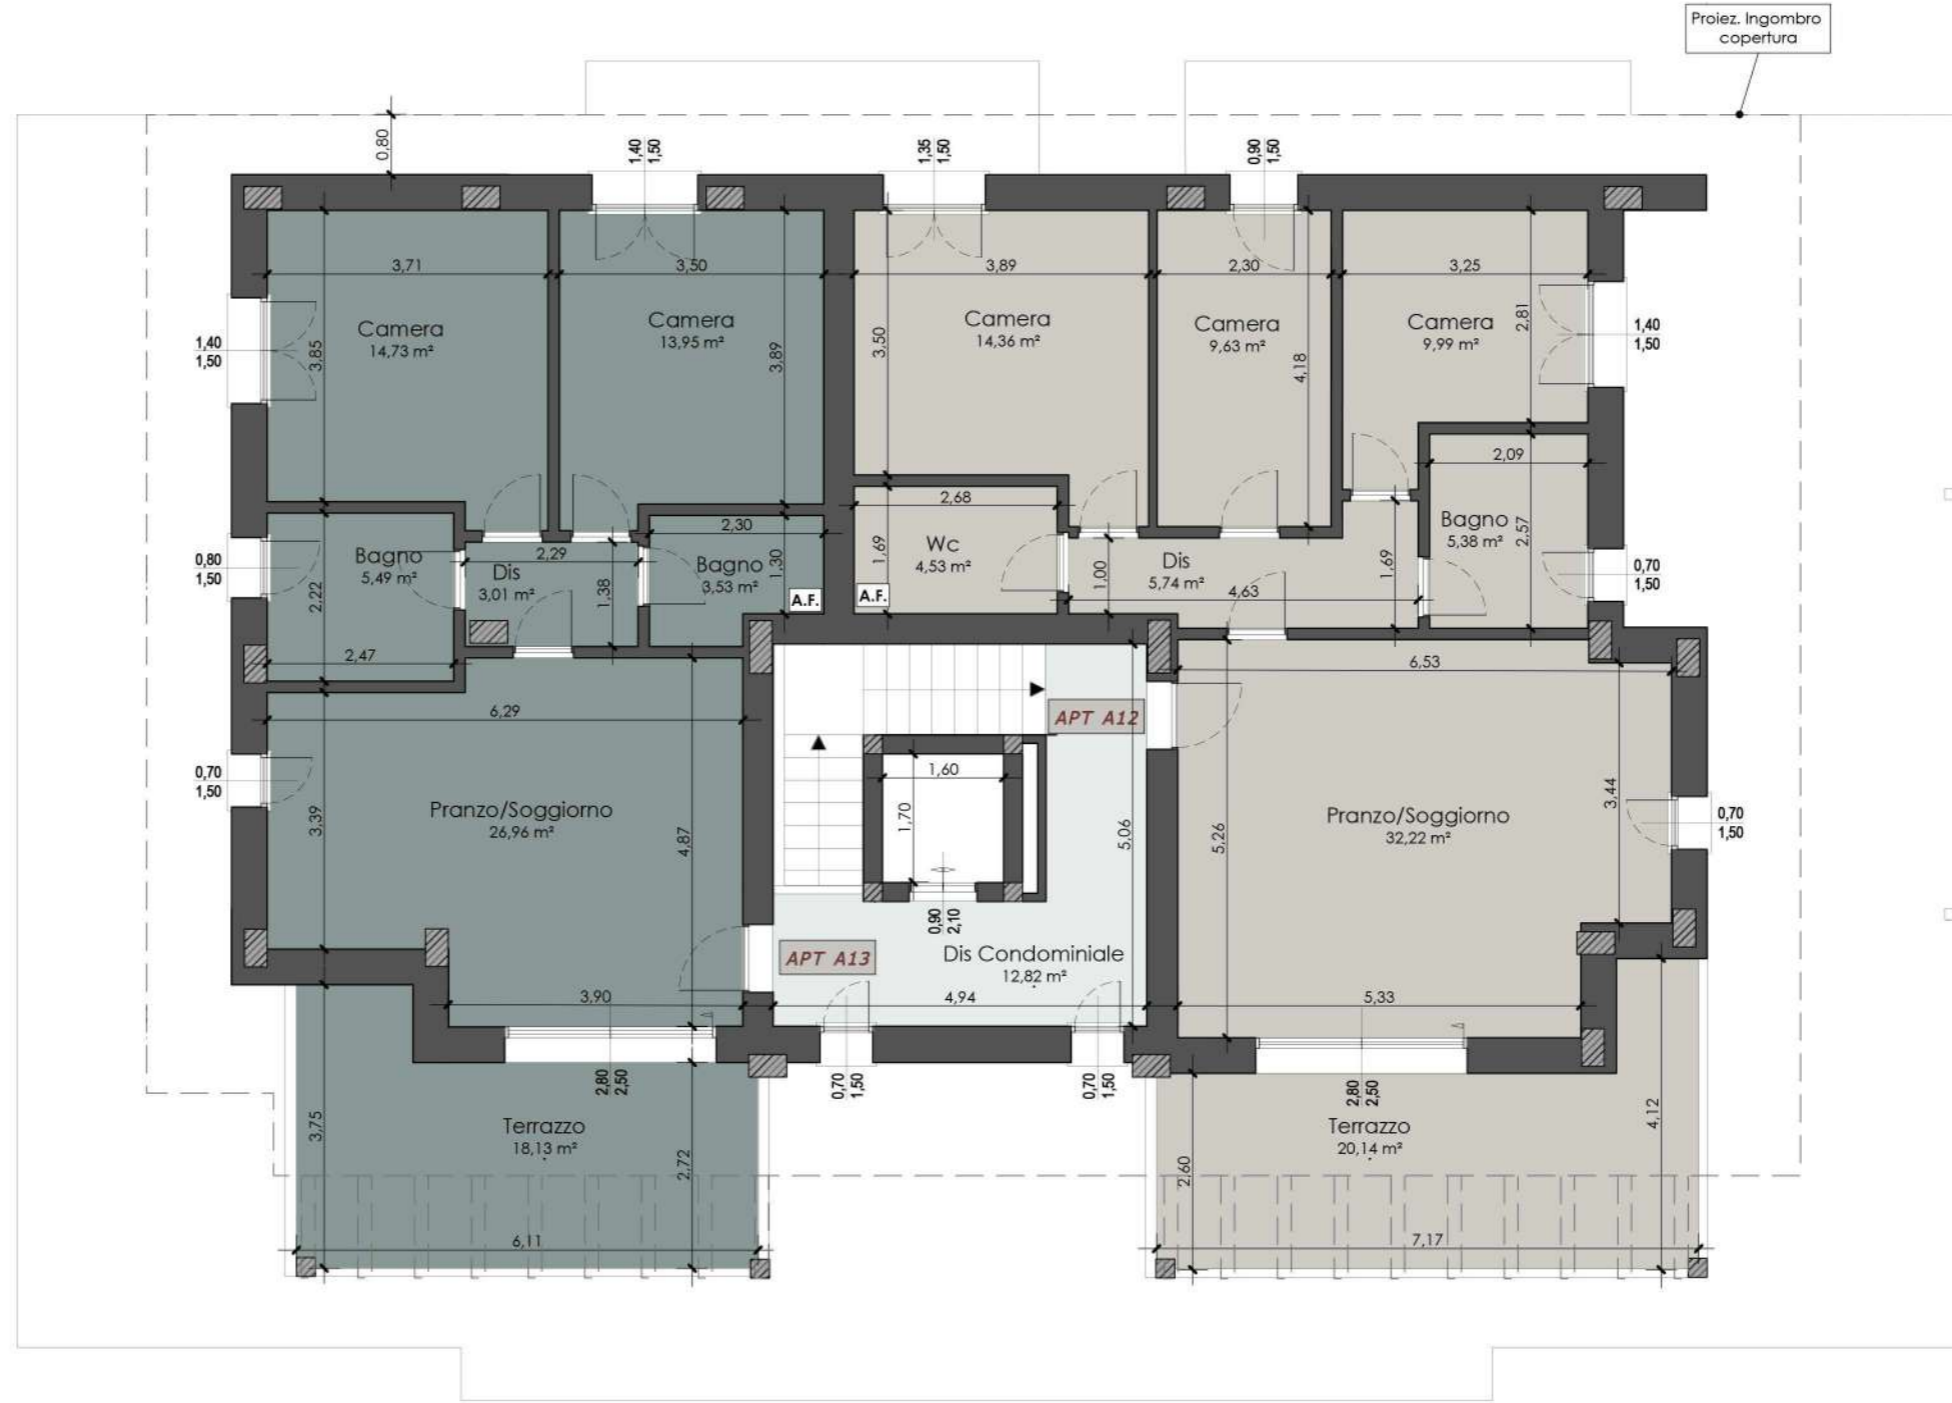 Proiez. Ingombro
copertura
0,80
1,40
1,50
1,35
1,50
0,90
1,50
3,71
3,50
3,89
2,30
3,25
Camera
14,73 m²
3,85
Camera
13,95 m²
3,89
Camera
14,36 m²
3,50
Camera
9,63 m²
4,18
Camera
9,99 m²
2,81
1,40
1,50
1,40
1,50
2,09
2,68
2,30
Bagno
5,49 m²
2,22
2,47
2,29
Dis
3,01 m²
1,38
Bagno
3,53 m²
1,30
A.F.
A.F.
Wc
4,53 m²
1,69
1,00
Dis
5,74 m²
4,63
1,69
Bagno
5,38 m²
2,57
0,80
1,50
0,70
1,50
6,29
6,53
APT A12
0,70
1,50
Pranzo/Soggiorno
26,96 m²
3,39
4,87
1,60
1,70
5,06
5,26
Pranzo/Soggiorno
32,22 m²
3,44
0,70
1,50
0,90
2,10
APT A13
Dis Condominiale
12,82 m²
3,90
4,94
5,33
2,80
2,50
0,70
1,50
0,70
1,50
2,80
2,50
Terrazzo
18,13 m²
3,75
2,72
6,11
Terrazzo
20,14 m²
2,60
4,12
7,17